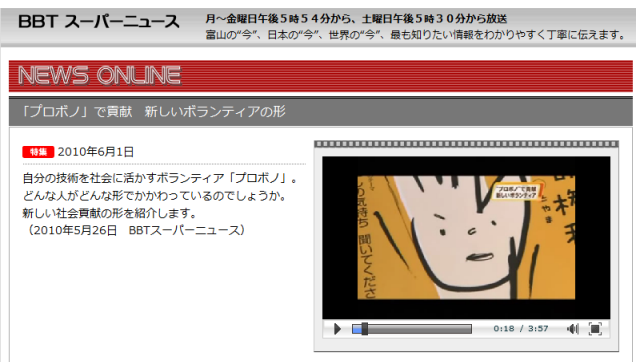 BBT スーパーニュース
月～金曜日午後５時５４分から、土曜日午後５時３０分から放送
富山の“今”、日本の“今”、世界の“今”、最も知りたい情報をわかりやすく丁寧に伝えます。
NEWS ONLINE
「プロボノ」で貢献　新しいボランティアの形
特集 2010年6月1日
自分の技術を社会に活かすボランティア「プロボノ」。
どんな人がどんな形でかかわっているのでしょうか。
新しい社会貢献の形を紹介します。
（2010年5月26日　BBTスーパーニュース）
"プロボノ"で貢献
新しいボランティア
気持ち 聞いてくださ
0:18 / 3:57